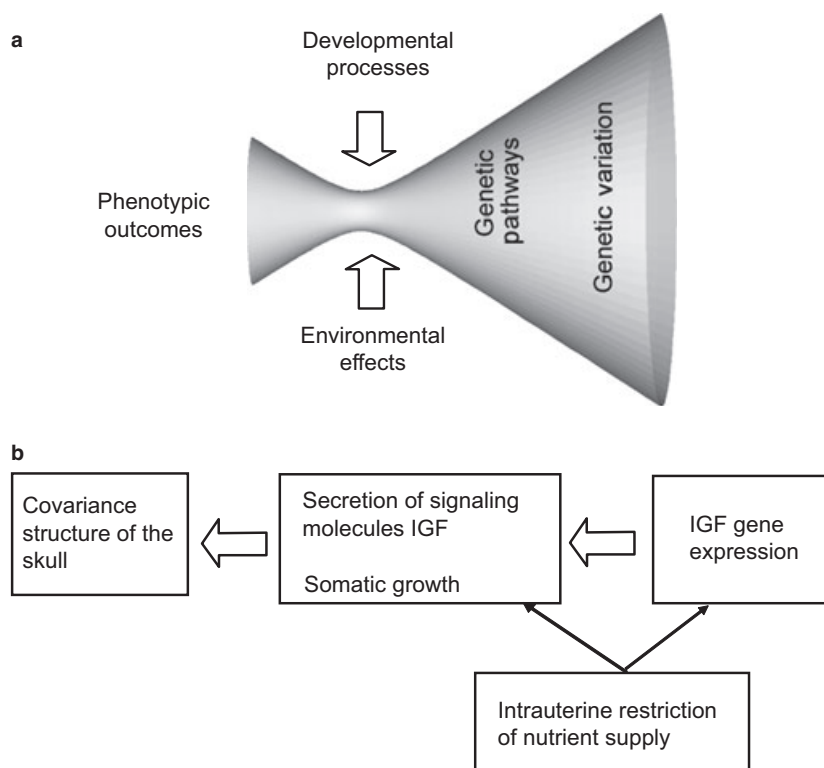 a
Developmental
processes
Phenotypic
outcomes
Genetic
pathways
Genetic variation
Environmental
effects
b
Covariance
structure of the
skull
Secretion of signaling
molecules IGF
Somatic growth
IGF gene
expression
Intrauterine restriction
of nutrient supply